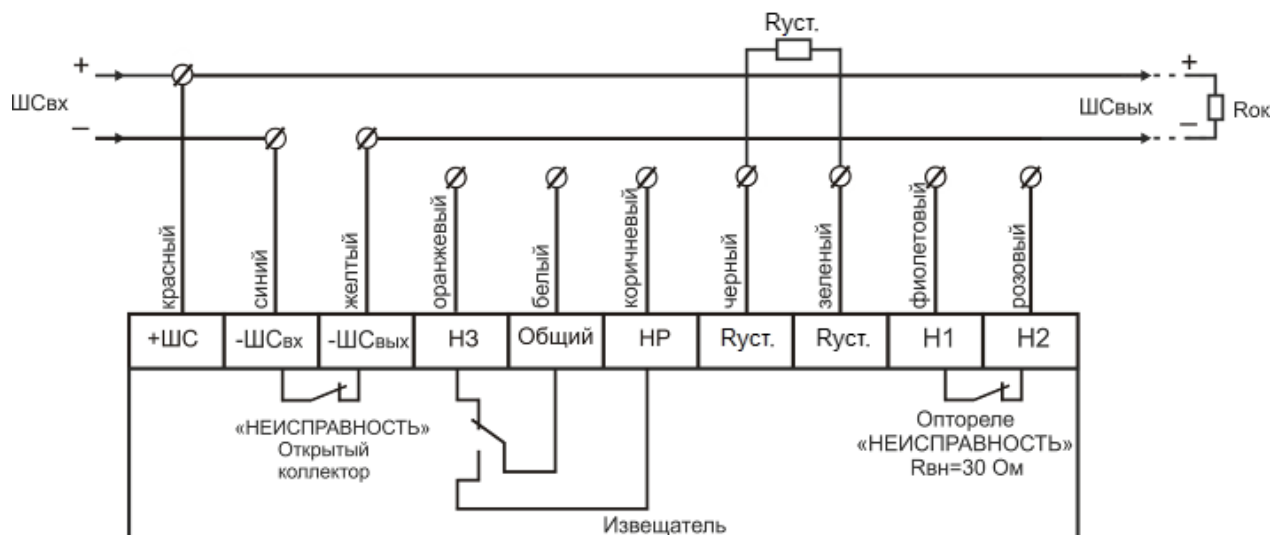 Rуст.
+
+
ШСвх
ШСвых
Rок
–
–
красный
синий
желтый
оранжевый
белый
коричневый
черный
зеленый
фиолетовый
розовый
+ШС
-ШСвх
-ШСвых
НЗ
Общий
НР
Rуст.
Rуст.
Н1
Н2
«НЕИСПРАВНОСТЬ»
Открытый
коллектор
Оптореле
«НЕИСПРАВНОСТЬ»
Rвн=30 Ом
Извещатель